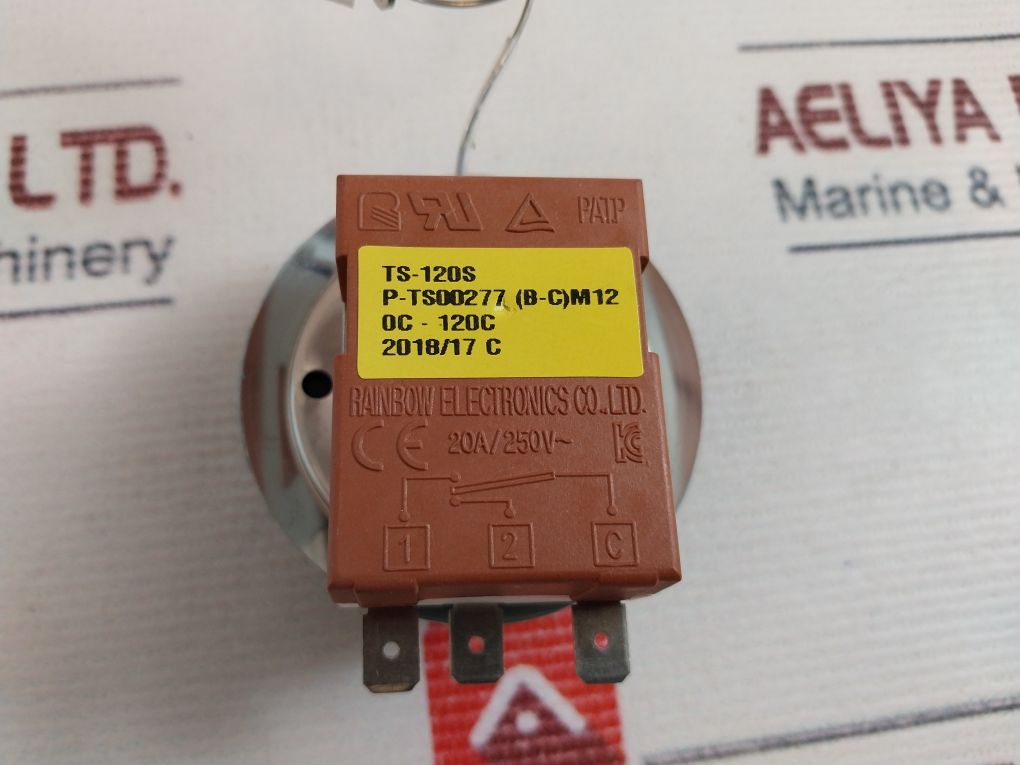 LTD.
hinery
AELIYA
Marine &
PAT.P
TS-120S
P-TS00277 (B-C)M12
0C - 120C
2018/17 C
RAINBOW ELECTRONICS CO.,LTD.
CE 20A/250V~
1 2 C